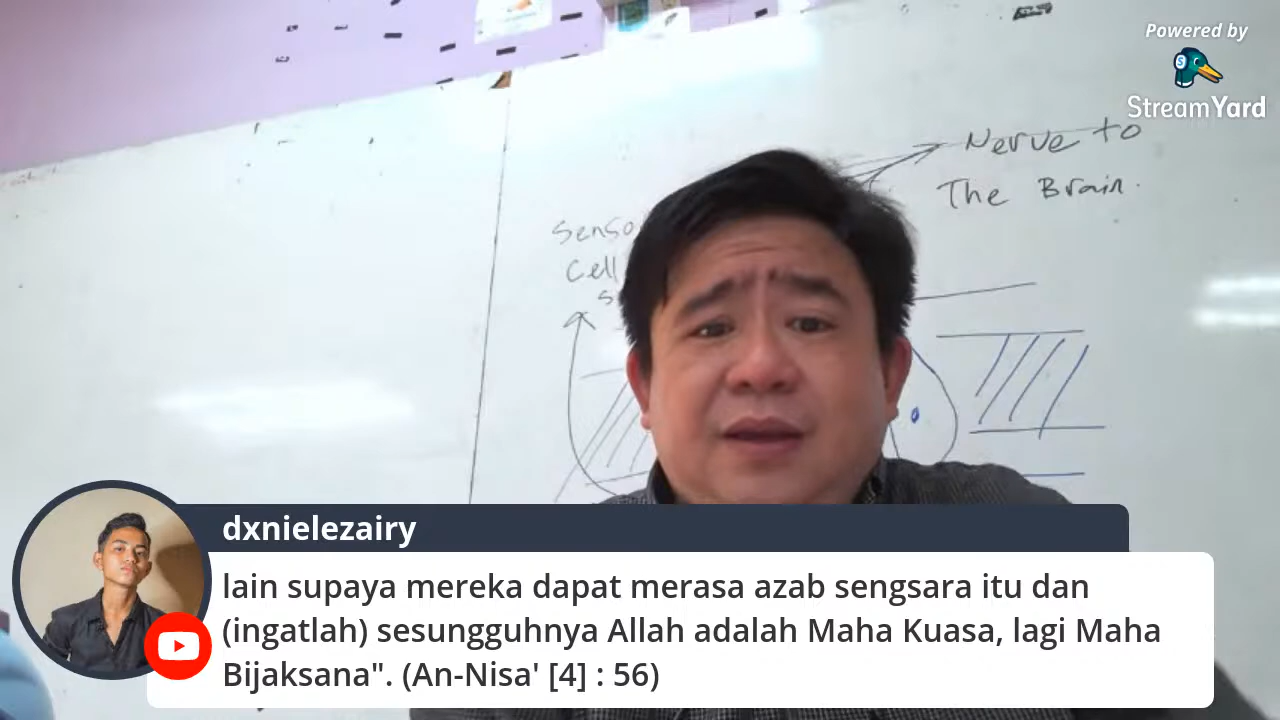 Powered by
StreamYard
Nerve to
The Brain.
Cell
dxnielezairy
lain supaya mereka dapat merasa azab sengsara itu dan
(ingatlah) sesungguhnya Allah adalah Maha Kuasa, lagi Maha
Bijaksana". (An-Nisa' [4] : 56)